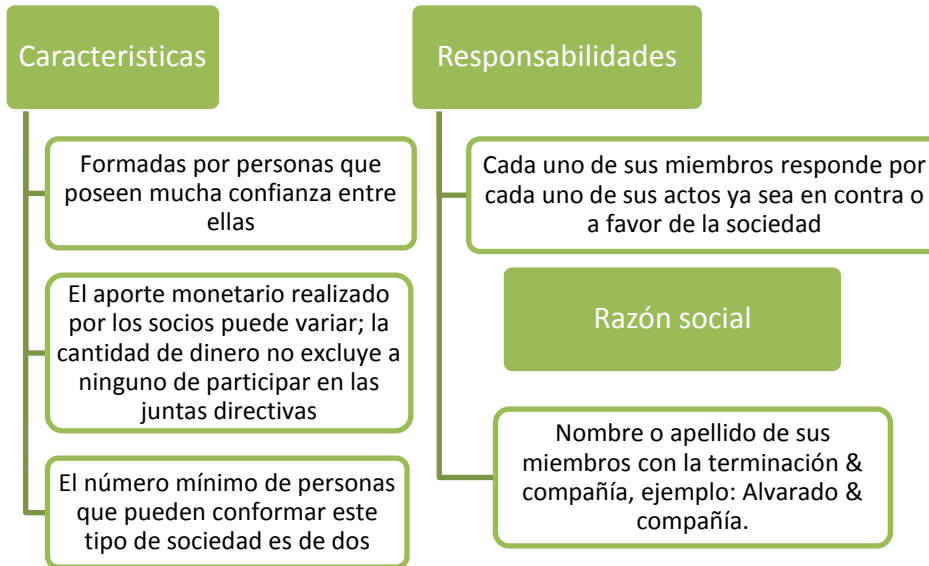 Caracteristicas
Formadas por personas que
poseen mucha confianza entre
ellas
El aporte monetario realizado
por los socios puede variar; la
cantidad de dinero no excluye a
ninguno de participar en las
juntas directivas
El número mínimo de personas
que pueden conformar este
tipo de sociedad es de dos
Responsabilidades
Cada uno de sus miembros responde por
cada uno de sus actos ya sea en contra o
a favor de la sociedad
Razón social
Nombre o apellido de sus
miembros con la terminación &
compañía, ejemplo: Alvarado &
compañía.